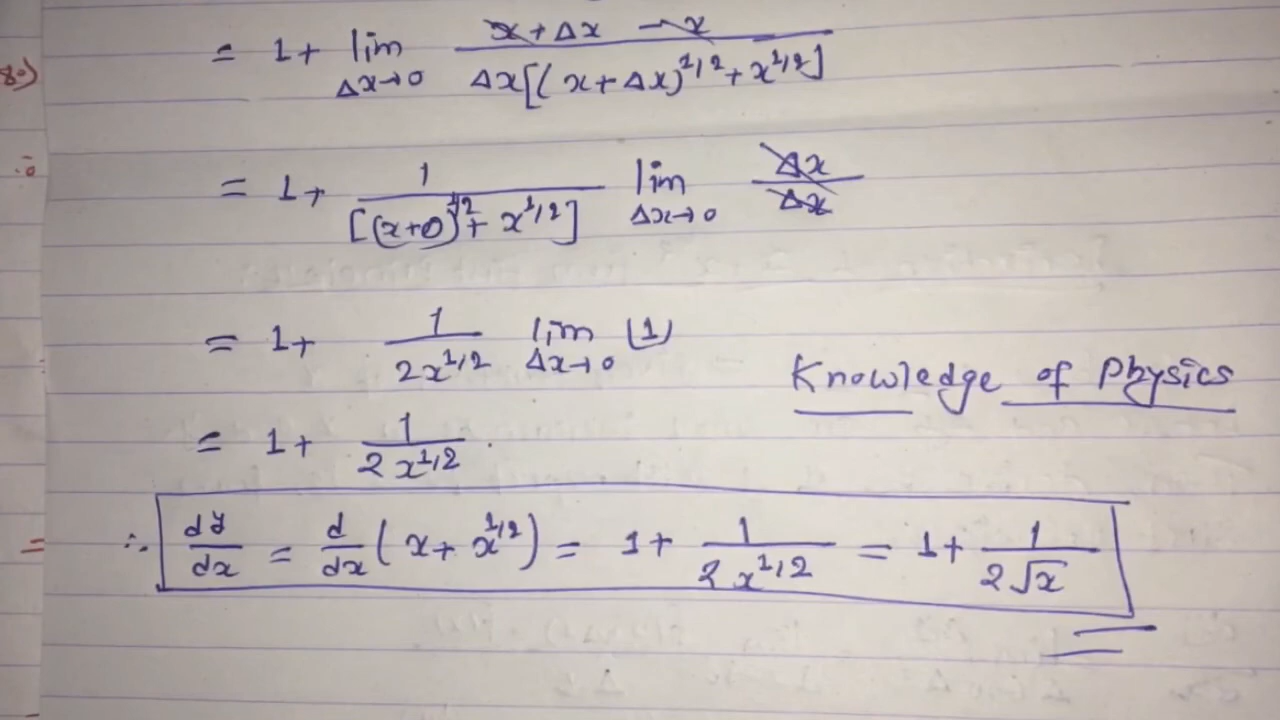 = 1 + lim Δx→0 (x + Δx − x) / (Δx[(x + Δx)^1/2 + x^1/2])
80)
= 1 + 1 / [(x+0)^1/2 + x^1/2] lim Δx→0 Δx / Δx
= 1 + 1 / (2x^1/2) lim Δx→0 (1)
Knowledge of Physics
= 1 + 1 / (2x^1/2)
∴ dy/dx = d/dx (x + x^1/2) = 1 + 1 / (2x^1/2) = 1 + 1 / (2√x)
=